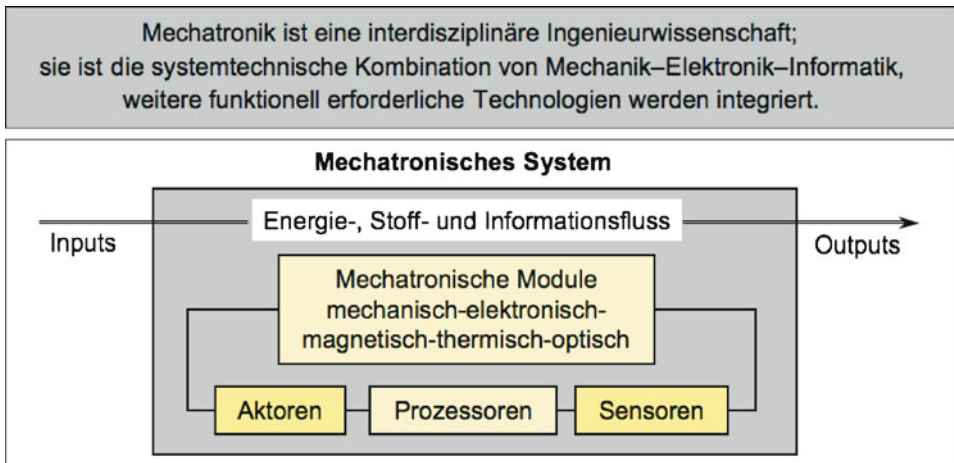 Mechatronik ist eine interdisziplinäre Ingenieurwissenschaft;
sie ist die systemtechnische Kombination von Mechanik–Elektronik–Informatik,
weitere funktionell erforderliche Technologien werden integriert.
Mechatronisches System
Energie-, Stoff- und Informationsfluss
Inputs
Outputs
Mechatronische Module
mechanisch-elektronisch-
magnetisch-thermisch-optisch
Aktoren
Prozessoren
Sensoren